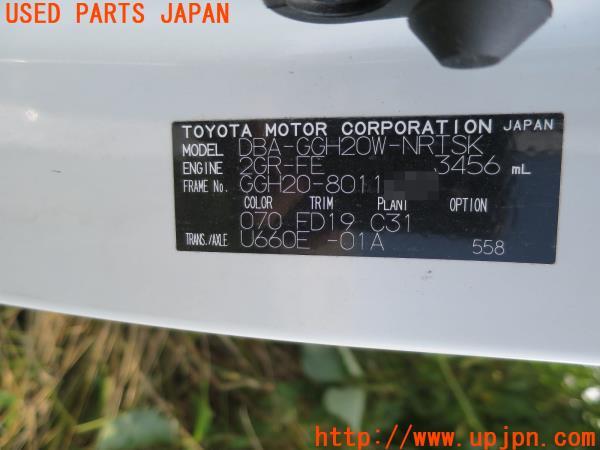 USED PARTS JAPAN
TOYOTA MOTOR CORPORATION JAPAN
MODEL DBA-GGH20W-NRTSK
ENGINE 2GR-FE 3456 mL
FRAME No. GGH20-8011
COLOR TRIM PLANT OPTION
070 FD19 C31
TRANS./AXLE U660E -01A 558
http://www.upjpn.com